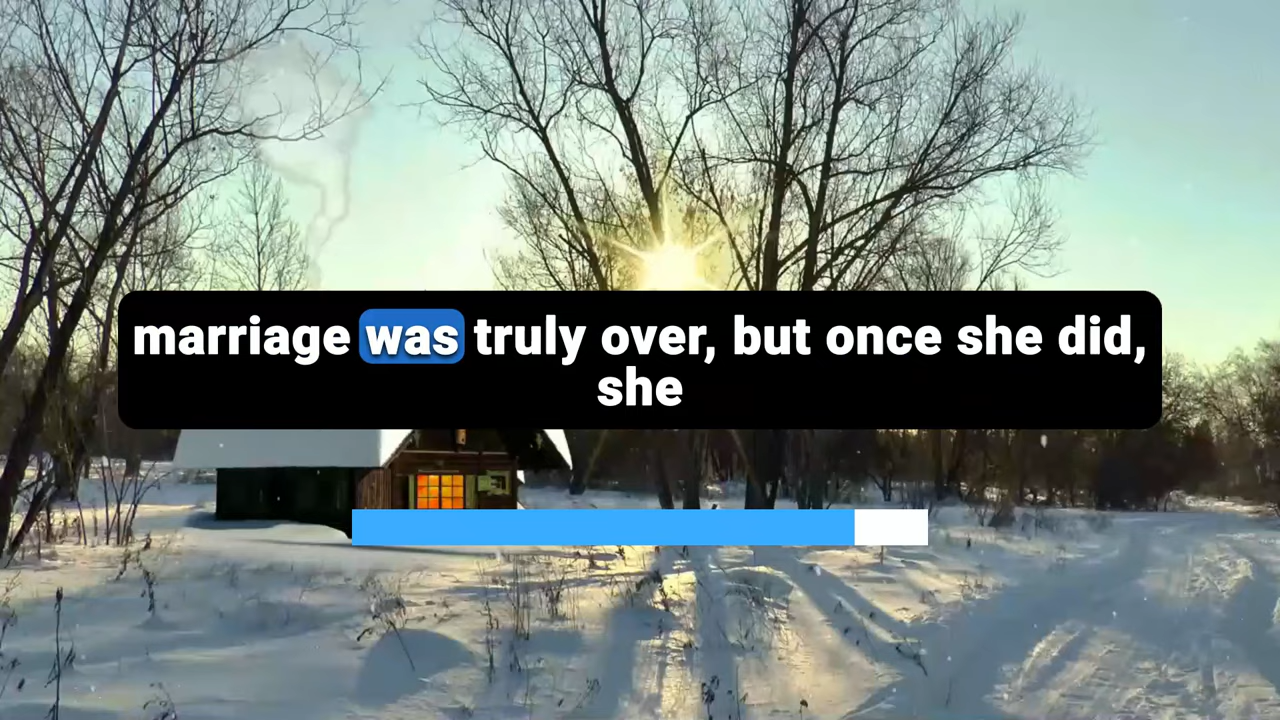 marriage was truly over, but once she did,
she